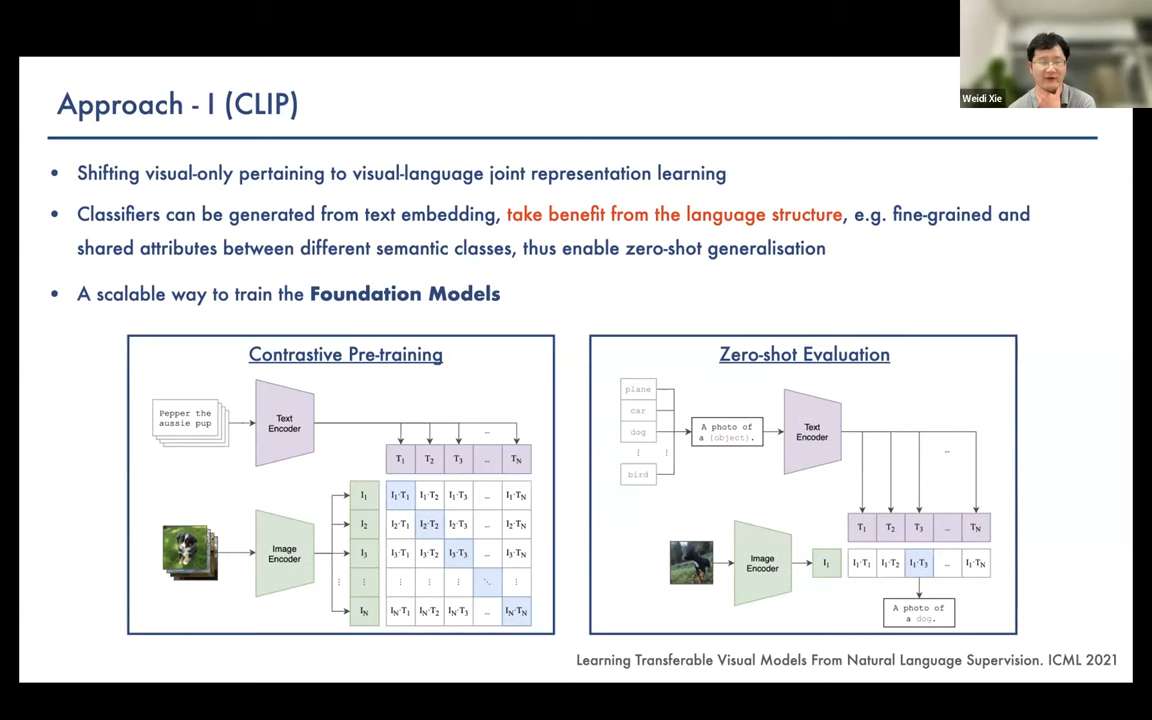 Weidi Xie
Approach - I (CLIP)
• Shifting visual-only pertaining to visual-language joint representation learning
• Classifiers can be generated from text embedding, take benefit from the language structure, e.g. fine-grained and
shared attributes between different semantic classes, thus enable zero-shot generalisation
• A scalable way to train the Foundation Models
Contrastive Pre-training
Pepper the
aussie pup
Text
Encoder
...
T₁ T₂ T₃ ... T_N
Image
Encoder
I₁ I₁·T₁ I₁·T₂ I₁·T₃ ... I₁·T_N
I₂ I₂·T₁ I₂·T₂ I₂·T₃ ... I₂·T_N
I₃ I₃·T₁ I₃·T₂ I₃·T₃ ... I₃·T_N
⋮ ⋮ ⋮ ⋮ ⋮ ⋱ ⋮
I_N I_N·T₁ I_N·T₂ I_N·T₃ ... I_N·T_N
Zero-shot Evaluation
plane
car
dog
⋮ ⋮
bird
A photo of
a {object}.
Text
Encoder
...
T₁ T₂ T₃ ... T_N
Image
Encoder
I₁ I₁·T₁ I₁·T₂ I₁·T₃ ... I₁·T_N
A photo of
a dog.
Learning Transferable Visual Models From Natural Language Supervision. ICML 2021